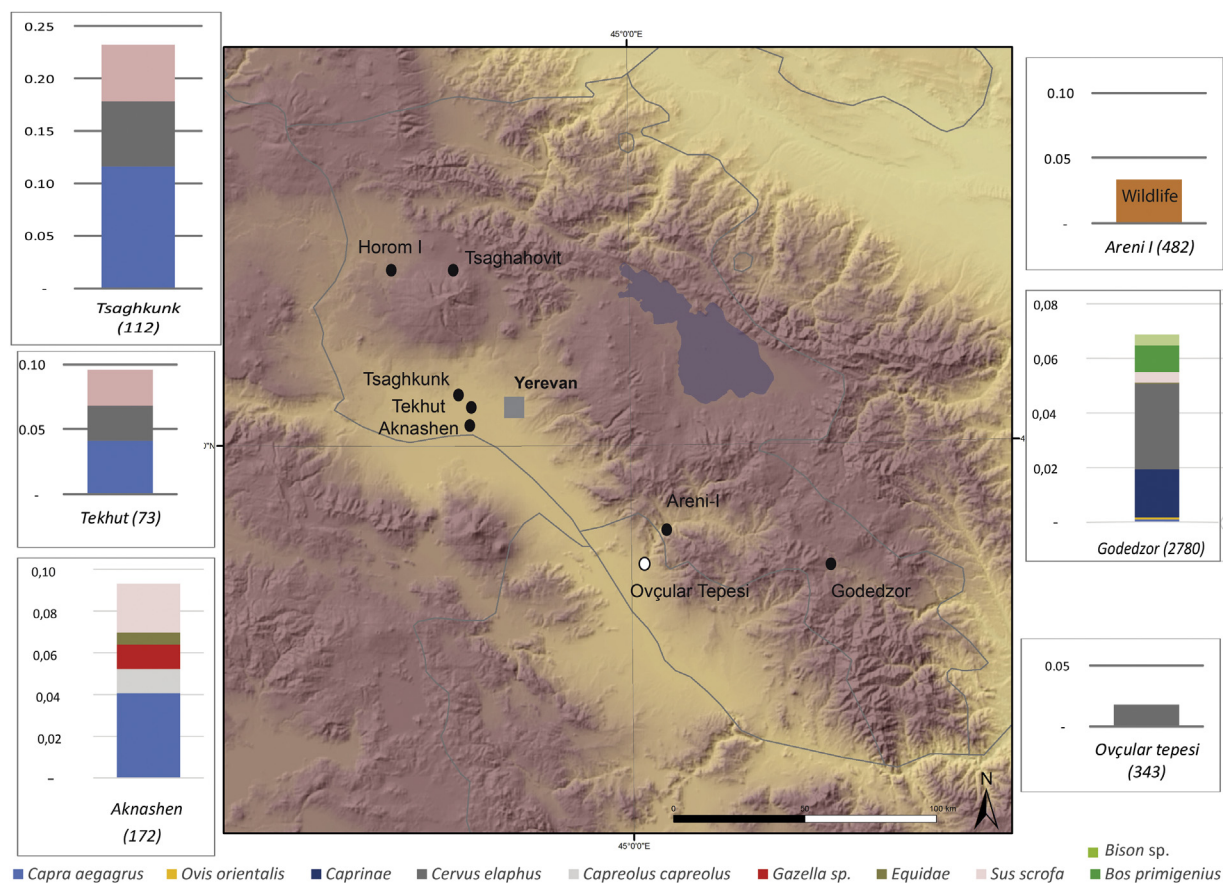 0.25
0.20
0.15
0.10
0.05
-
Tsaghkunk
(112)
0.10
0.05
-
Tekhut (73)
0,10
0,08
0,06
0,04
0,02
–
Aknashen
(172)
45°0'0"E
Horom I
Tsaghahovit
Tsaghkunk
Yerevan
Tekhut
Aknashen
0"N
4
Areni-I
Ovçular Tepesi
Godedzor
N
0
50
100 km
45°0'0"E
0.10
0.05
-
Wildlife
Areni I (482)
0,08
0,06
0,04
0,02
-
Godedzor (2780)
0.05
-
Ovçular tepesi
(343)
Bison sp.
Capra aegagrus Ovis orientalis Caprinae Cervus elaphus Capreolus capreolus Gazella sp. Equidae Sus scrofa Bos primigenius